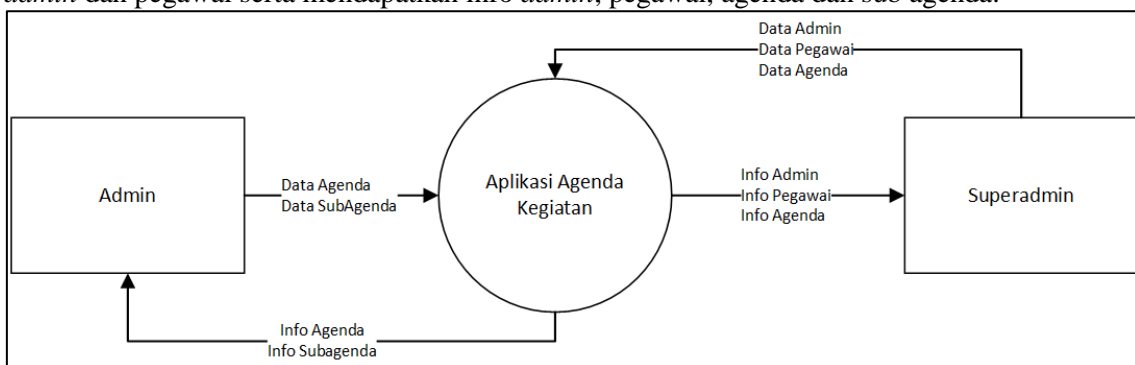 admin dan pegawai serta mendapatkan info admin, pegawai, agenda dan sub agenda.
Data Admin
Data Pegawai
Data Agenda
Admin
Data Agenda
Data SubAgenda
Aplikasi Agenda
Kegiatan
Info Admin
Info Pegawai
Info Agenda
Superadmin
Info Agenda
Info Subagenda